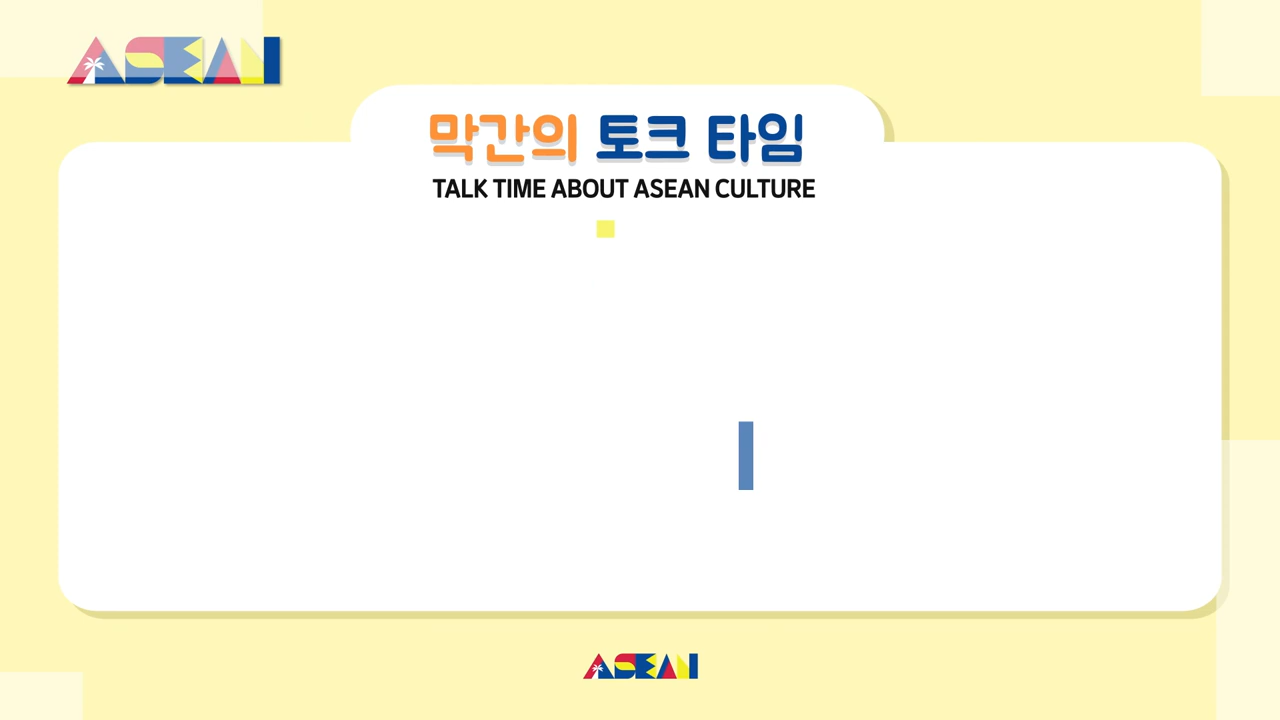 ASEAN
막간의 토크 타임
TALK TIME ABOUT ASEAN CULTURE
ASEAN